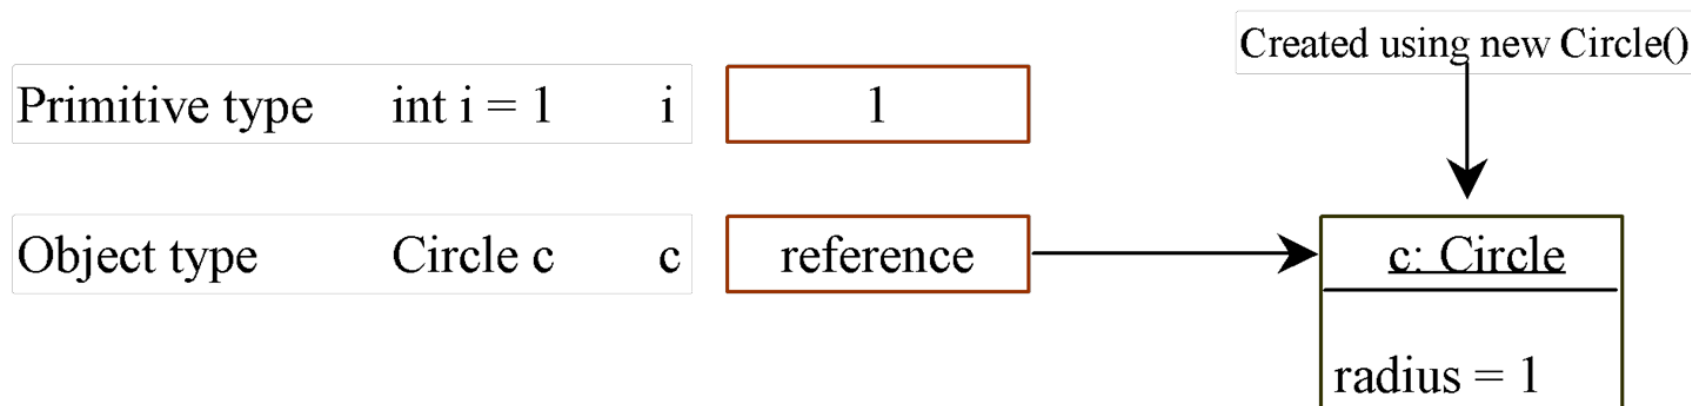 Created using new Circle()
Primitive type int i = 1 i 1
Object type Circle c c reference
c: Circle
radius = 1